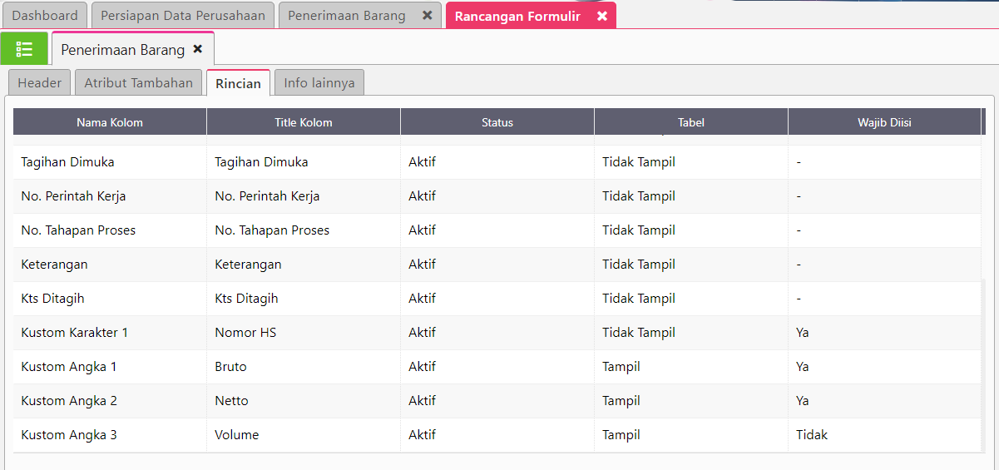 Dashboard Persiapan Data Perusahaan Penerimaan Barang Rancangan Formulir
Penerimaan Barang
Header Atribut Tambahan Rincian Info lainnya
Nama Kolom Title Kolom Status Tabel Wajib Diisi
Tagihan Dimuka Tagihan Dimuka Aktif Tidak Tampil -
No. Perintah Kerja No. Perintah Kerja Aktif Tidak Tampil -
No. Tahapan Proses No. Tahapan Proses Aktif Tidak Tampil -
Keterangan Keterangan Aktif Tidak Tampil -
Kts Ditagih Kts Ditagih Aktif Tidak Tampil -
Kustom Karakter 1 Nomor HS Aktif Tidak Tampil Ya
Kustom Angka 1 Bruto Aktif Tampil Ya
Kustom Angka 2 Netto Aktif Tampil Ya
Kustom Angka 3 Volume Aktif Tampil Tidak